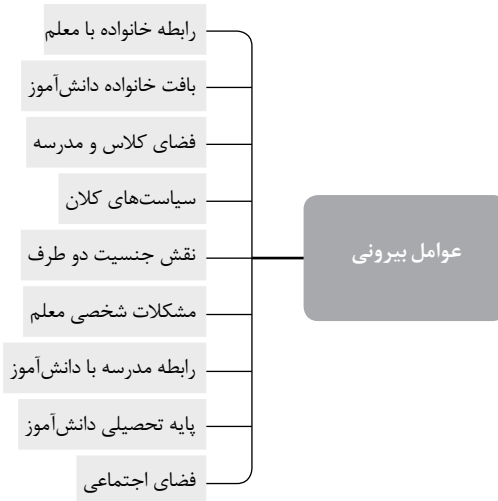 عوامل بیرونی
رابطه خانواده با معلم
بافت خانواده دانش‌آموز
فضای کلاس و مدرسه
سیاست‌های کلان
نقش جنسیت دو طرف
مشکلات شخصی معلم
رابطه مدرسه با دانش‌آموز
پایه تحصیلی دانش‌آموز
فضای اجتماعی